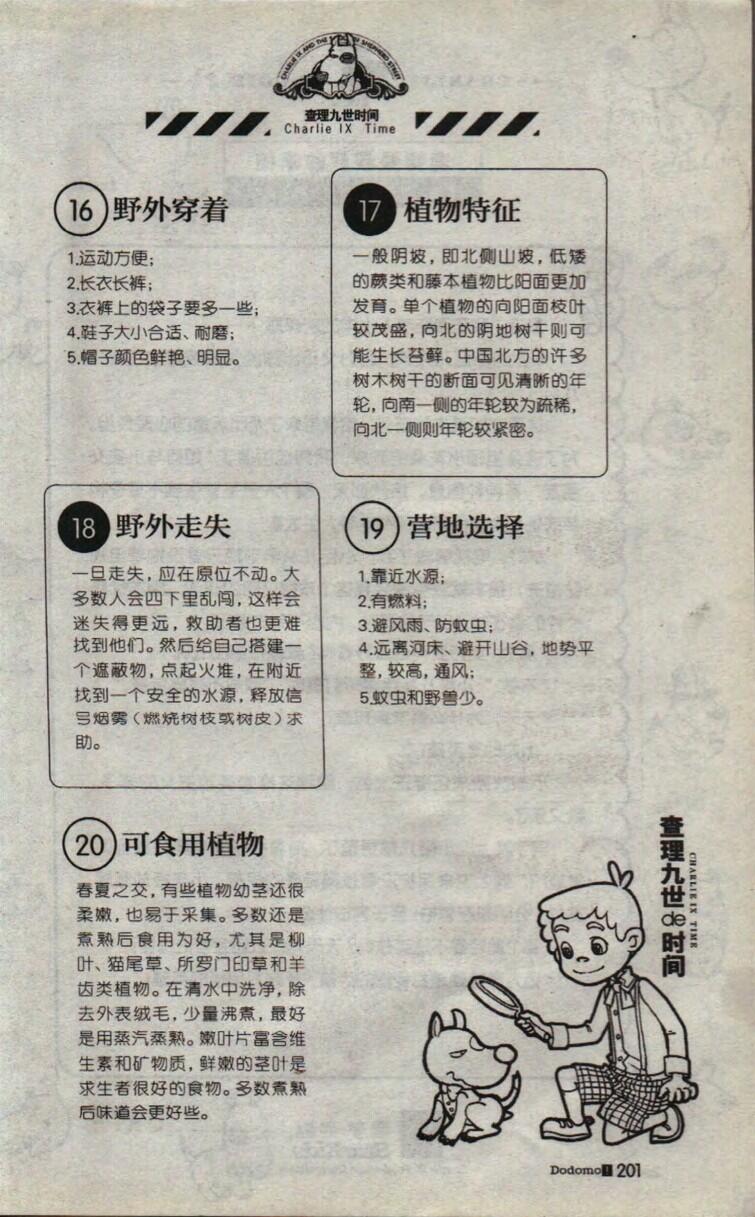 CHARLIE IX AND THE
SHEPHERD STREET
查理九世时间
Charlie IX Time
16 野外穿着
1.运动方便;
2.长衣长裤;
3.衣裤上的袋子要多一些;
4.鞋子大小合适、耐磨;
5.帽子颜色鲜艳、明显。
17 植物特征
一般阴坡，即北侧山坡，低矮
的蕨类和藤本植物比阳面更加
发育。单个植物的向阳面枝叶
较茂盛，向北的阴地树干则可
能生长苔藓。中国北方的许多
树木树干的断面可见清晰的年
轮，向南一侧的年轮较为疏稀，
向北一侧则年轮较紧密。
18 野外走失
一旦走失，应在原位不动。大
多数人会四下里乱闯，这样会
迷失得更远，救助者也更难
找到他们。然后给自己搭建一
个遮蔽物，点起火堆，在附近
找到一个安全的水源，释放信
号烟雾（燃烧树枝或树皮）求
助。
19 营地选择
1.靠近水源;
2.有燃料;
3.避风雨、防蚊虫;
4.远离河床、避开山谷，地势平
整，较高，通风;
5.蚊虫和野兽少。
20 可食用植物
春夏之交，有些植物幼茎还很
柔嫩，也易于采集。多数还是
煮熟后食用为好，尤其是柳
叶、猫尾草、所罗门印草和羊
齿类植物。在清水中洗净，除
去外表绒毛，少量沸煮，最好
是用蒸汽蒸熟。嫩叶片富含维
生素和矿物质，鲜嫩的茎叶是
求生者很好的食物。多数煮熟
后味道会更好些。
查理九世de时间
CHARLIE IX TIME
Dodomo! 201